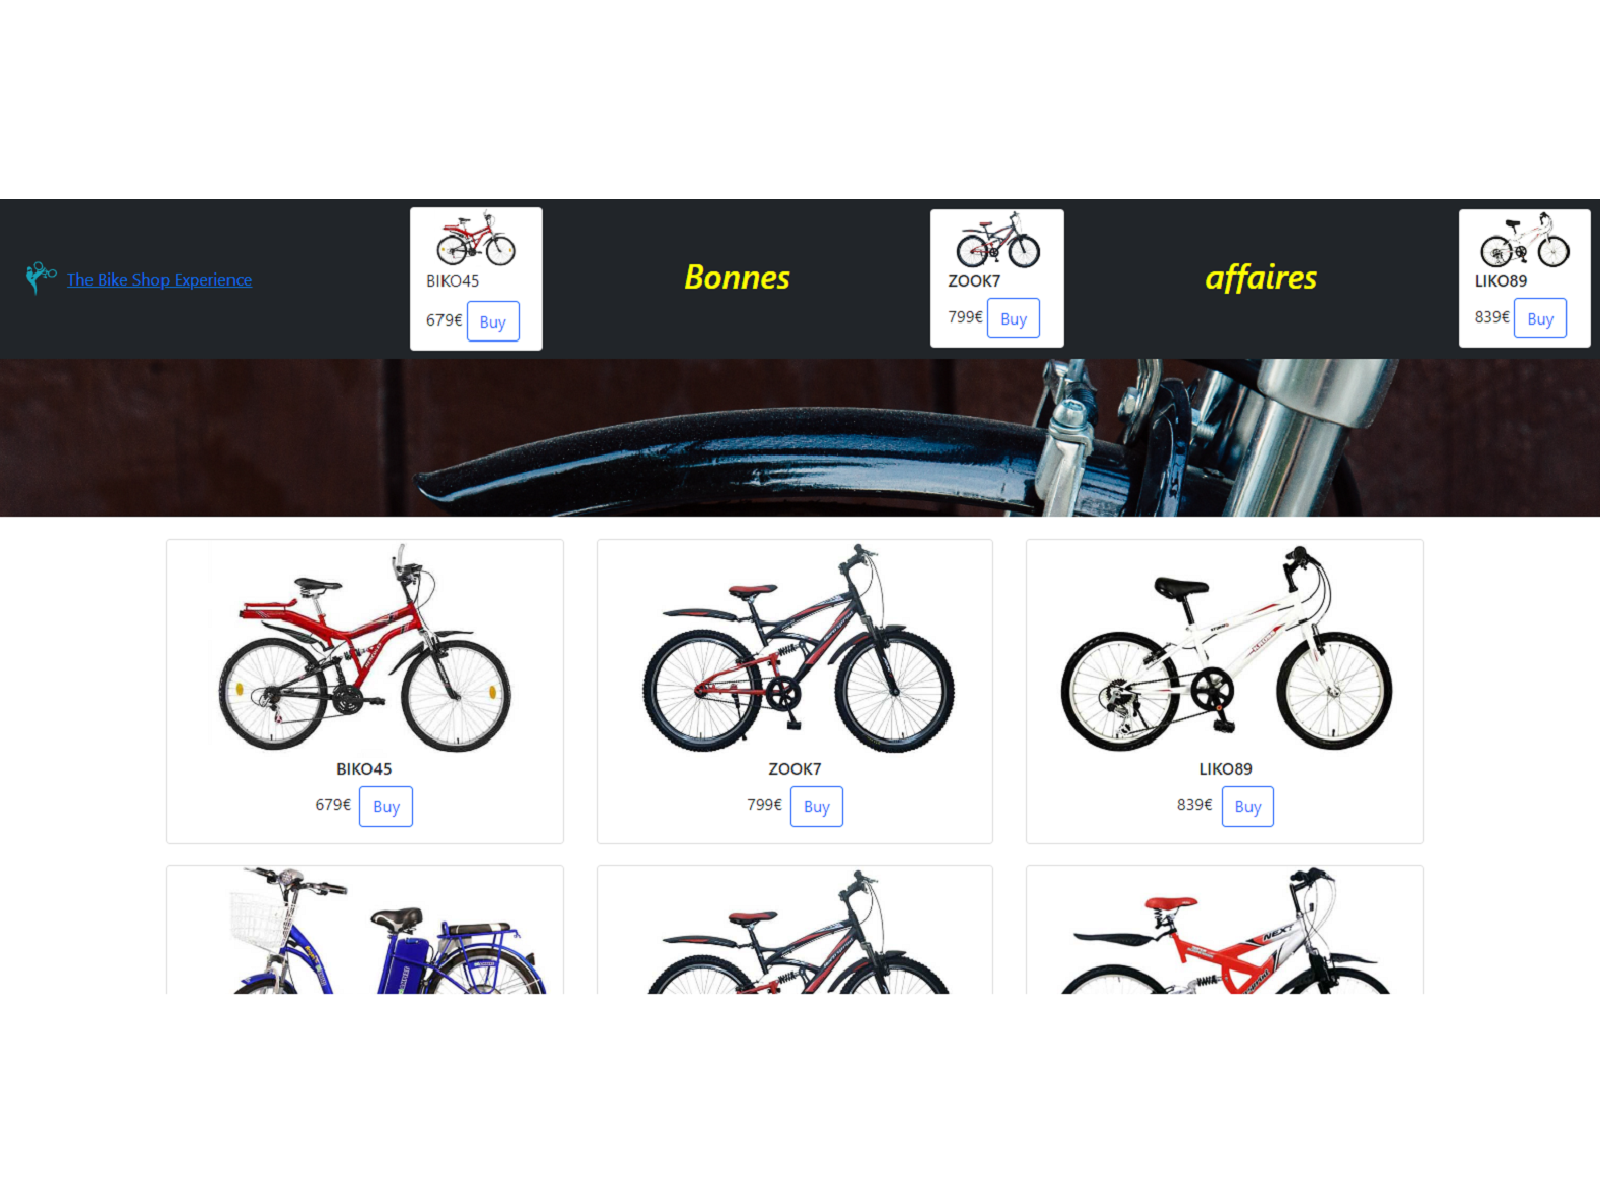 The Bike Shop Experience
BIKO45
679€ Buy
Bonnes
ZOOK7
799€ Buy
affaires
LIKO89
839€ Buy
BIKO45
679€ Buy
ZOOK7
799€ Buy
LIKO89
839€ Buy
NEXT